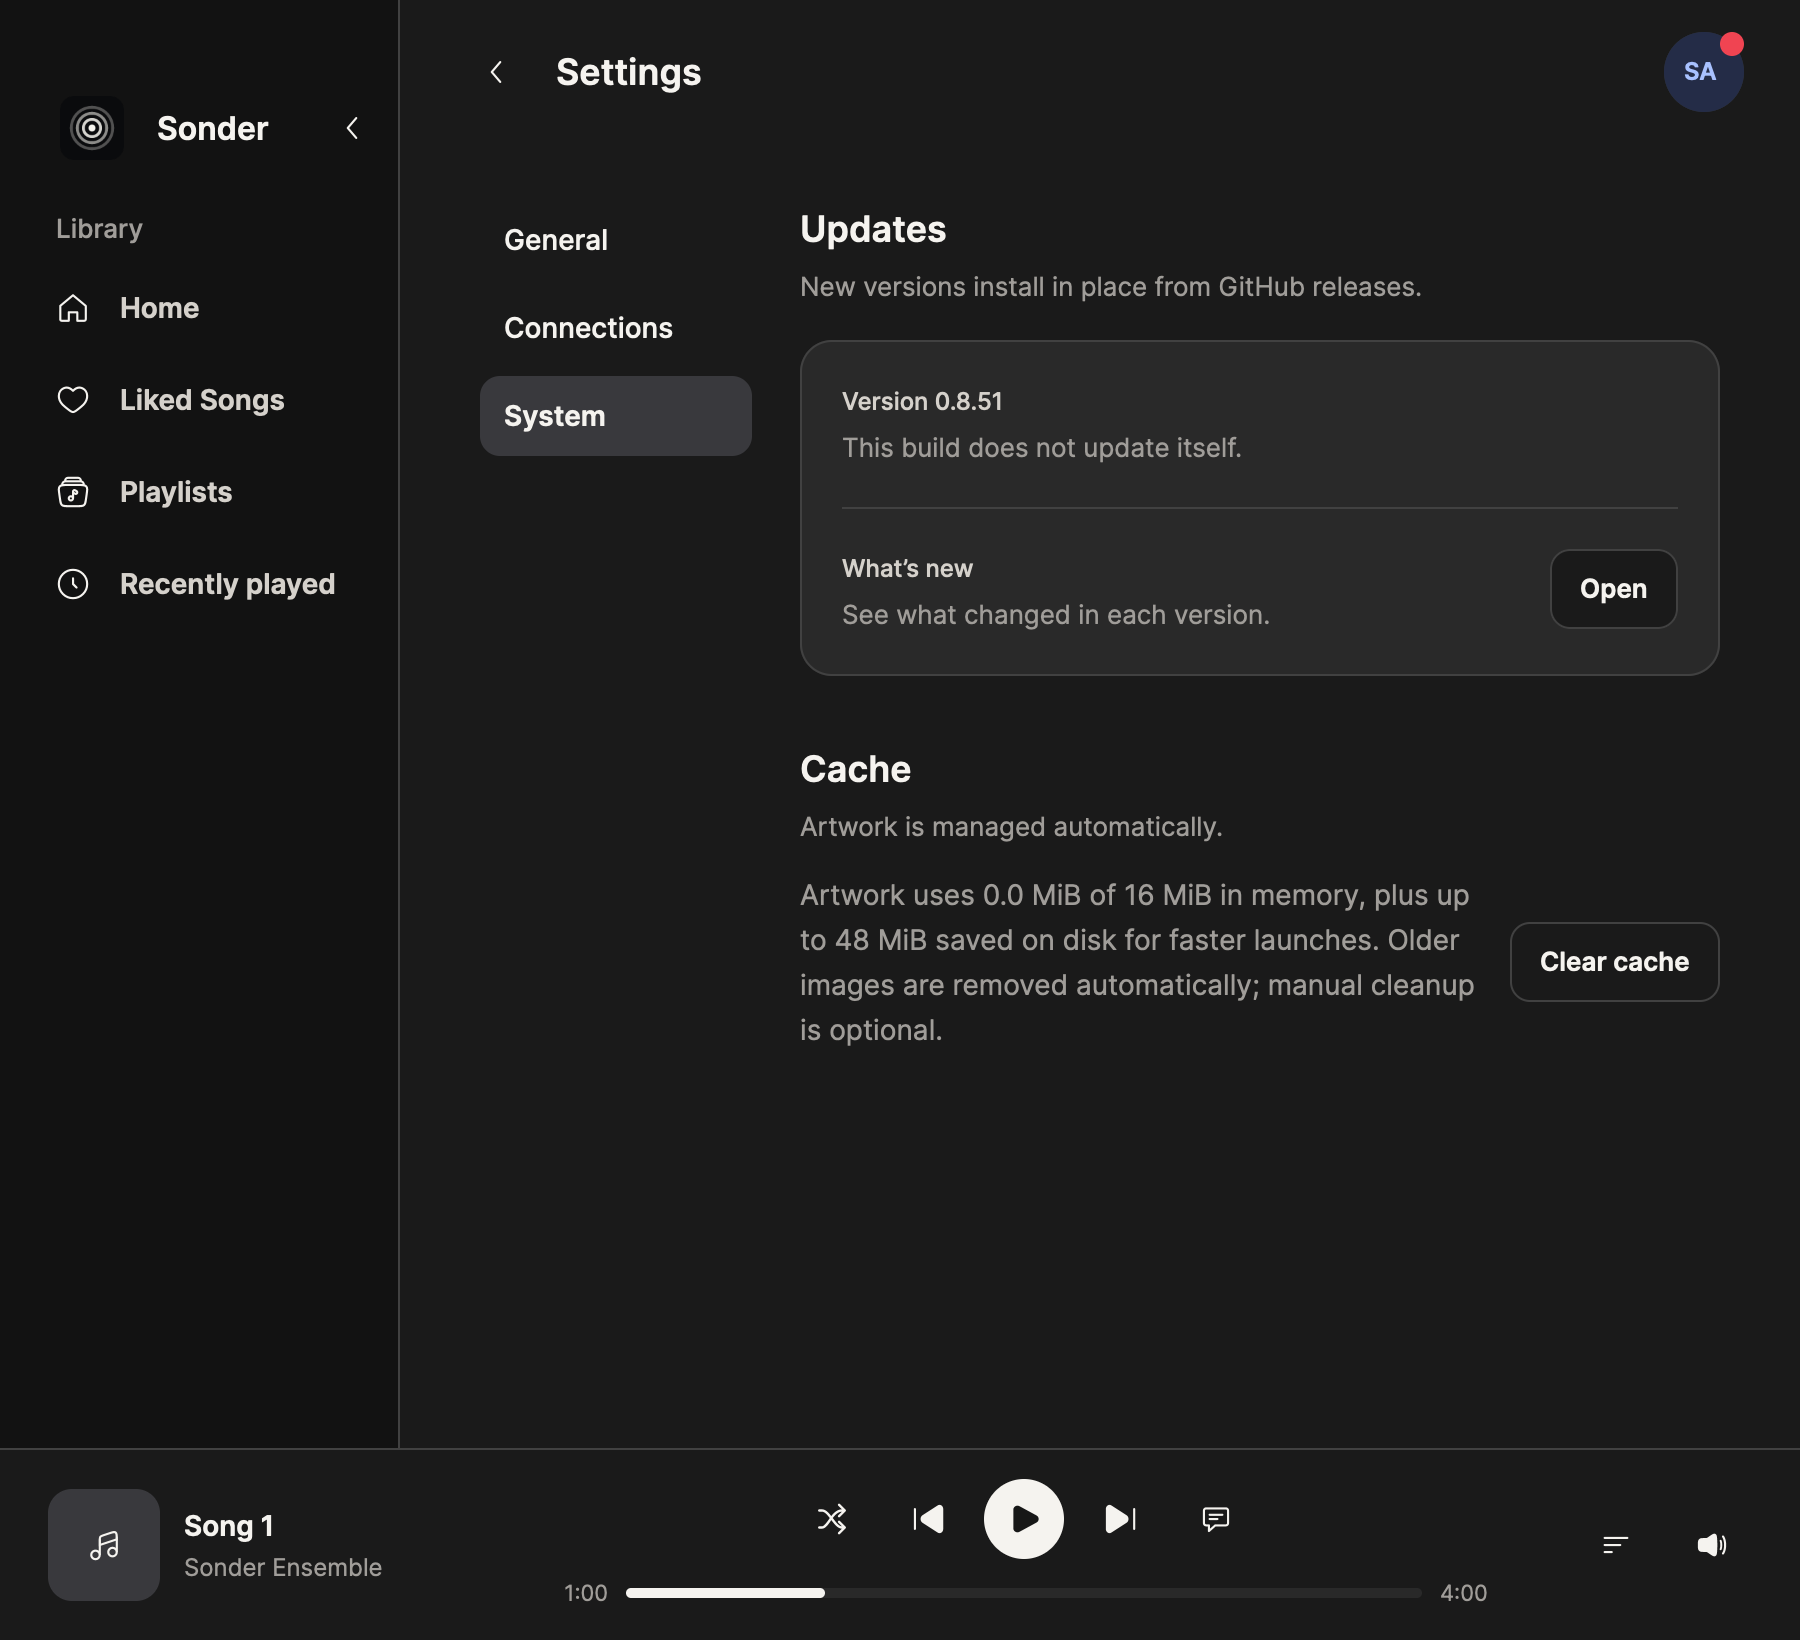 Settings
SA
Sonder
Library
Home
Liked Songs
Playlists
Recently played
General
Connections
System
Updates
New versions install in place from GitHub releases.
Version 0.8.51
This build does not update itself.
What’s new
See what changed in each version.
Open
Cache
Artwork is managed automatically.
Artwork uses 0.0 MiB of 16 MiB in memory, plus up
to 48 MiB saved on disk for faster launches. Older
images are removed automatically; manual cleanup
is optional.
Clear cache
Song 1
Sonder Ensemble
1:00
4:00